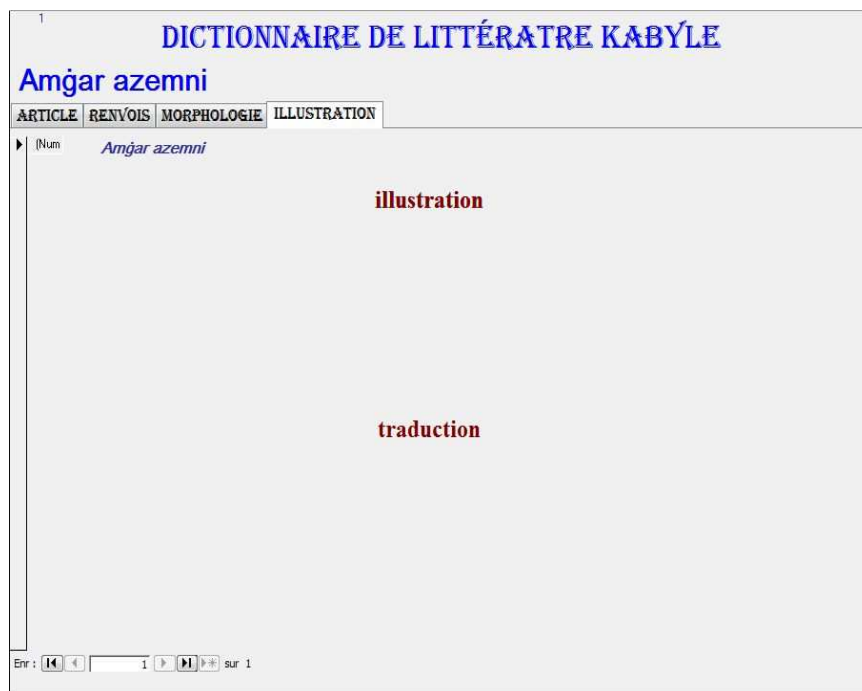 1
DICTIONNAIRE DE LITTÉRATRE KABYLE
Amġar azemni
ARTICLE RENVOIS MORPHOLOGIE ILLUSTRATION
(Num Amġar azemni
illustration
traduction
Enr : 1 sur 1